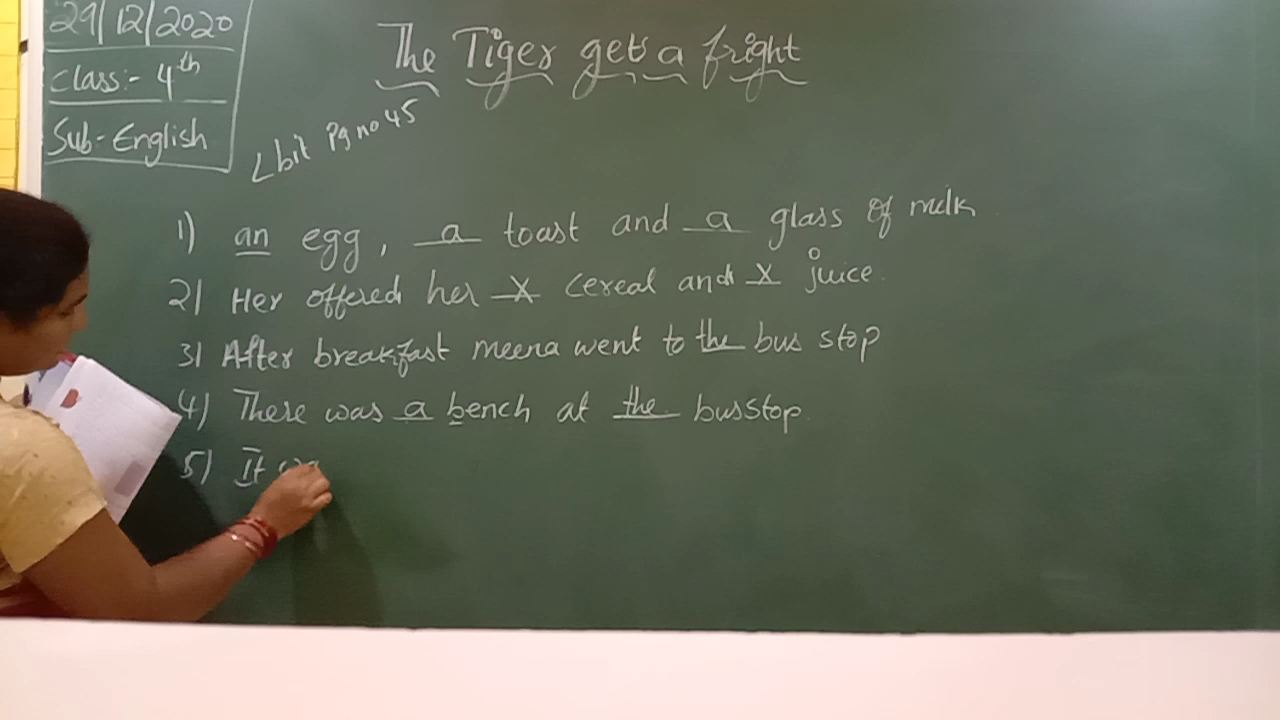 29/12/2020
Class:- 4th
Sub- English
The Tiger gets a fright
L bit Pg no 45
1) an egg, a toast and a glass of milk
2) Her offered her X cereal and X juice.
3) After breakfast meena went to the bus stop
4) There was a bench at the busstop.
5) It